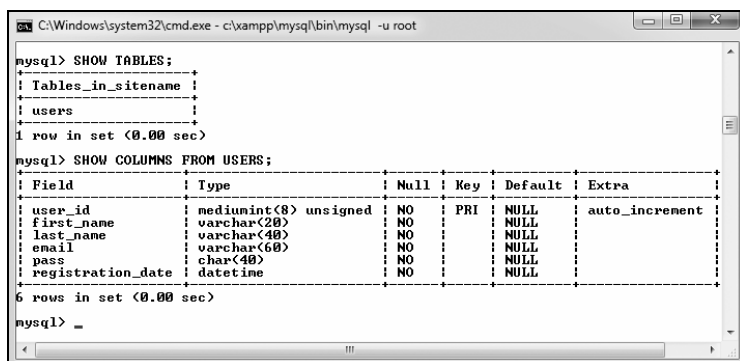 C:\Windows\system32\cmd.exe - c:\xampp\mysql\bin\mysql -u root
mysql> SHOW TABLES;
+--------------------+
| Tables_in_sitename |
+--------------------+
| users              |
+--------------------+
1 row in set (0.00 sec)
mysql> SHOW COLUMNS FROM USERS;
+-------------------+-----------------------+------+-----+---------+----------------+
| Field             | Type                  | Null | Key | Default | Extra          |
+-------------------+-----------------------+------+-----+---------+----------------+
| user_id           | mediumint(8) unsigned | NO   | PRI | NULL    | auto_increment |
| first_name        | varchar(20)           | NO   |     | NULL    |                |
| last_name         | varchar(40)           | NO   |     | NULL    |                |
| email             | varchar(60)           | NO   |     | NULL    |                |
| pass              | char(40)              | NO   |     | NULL    |                |
| registration_date | datetime              | NO   |     | NULL    |                |
+-------------------+-----------------------+------+-----+---------+----------------+
6 rows in set (0.00 sec)
mysql> _